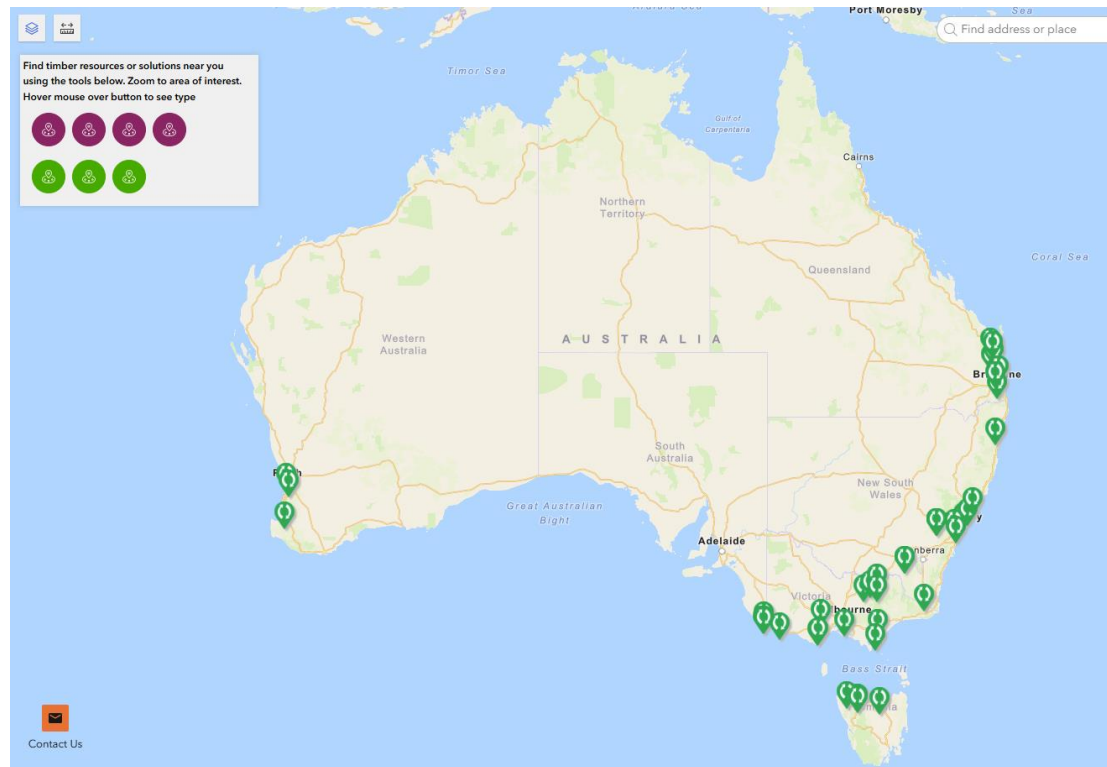 Port Moresby
Sea
Find address or place
Find timber resources or solutions near you
using the tools below. Zoom to area of interest.
Hover mouse over button to see type
Timor Sea
Gulf of
Carpentaria
Cairns
Northern
Territory
Coral Sea
Queensland
Western
Australia
AUSTRALIA
South
Australia
New South
Wales
Great Australian
Bight
Adelaide
Victoria
Bass Strait
Contact Us